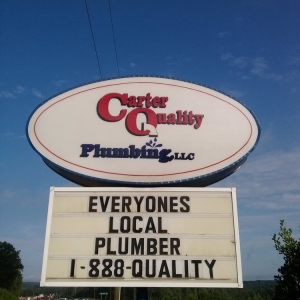 Carter
Quality
Plumbing, LLC
EVERYONES
LOCAL
PLUMBER
1-888-QUALITY